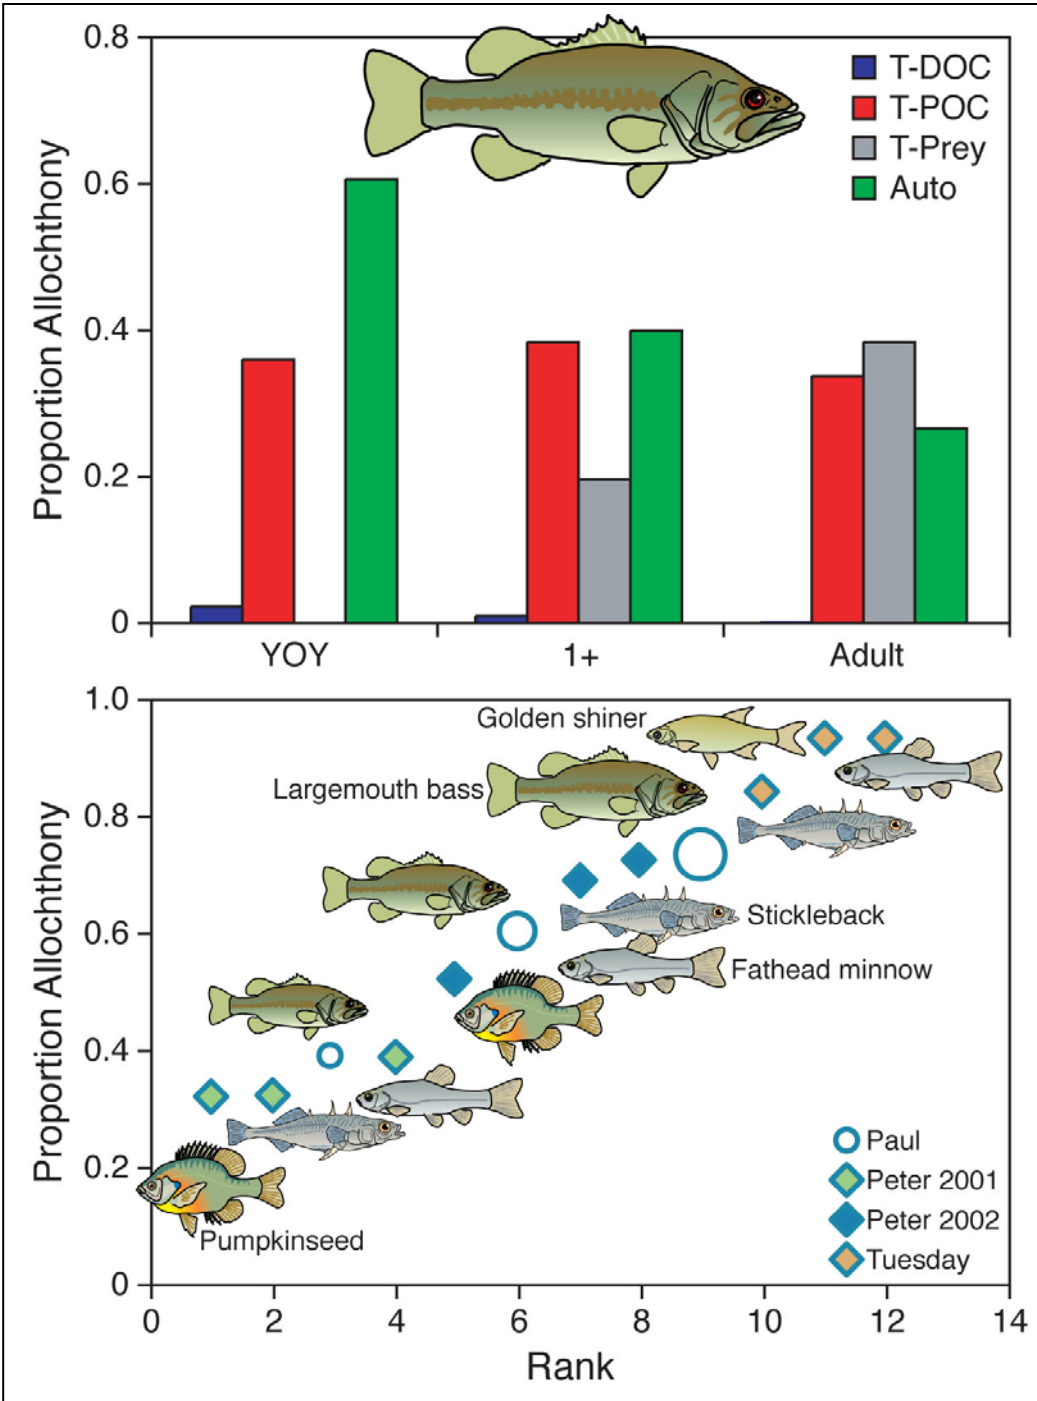 0.8
T-DOC
T-POC
T-Prey
Auto
0.6
0.4
0.2
0
Proportion Allochthony
YOY 1+ Adult
1.0
Golden shiner
Largemouth bass
0.8
Stickleback
0.6
Fathead minnow
0.4
Paul
0.2
Peter 2001
Peter 2002
Pumpkinseed
Tuesday
0
Proportion Allochthony
0 2 4 6 8 10 12 14
Rank